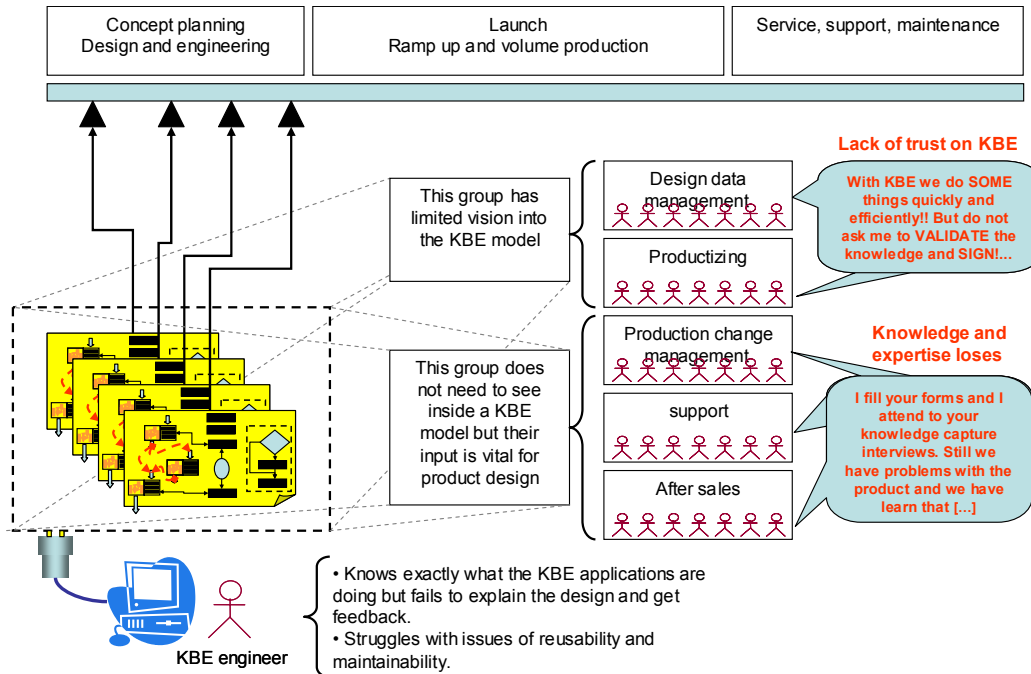 Concept planning
Design and engineering
Launch
Ramp up and volume production
Service, support, maintenance
Lack of trust on KBE
This group has
limited vision into
the KBE model
Design data
management
With KBE we do SOME
things quickly and
efficiently!! But do not
ask me to VALIDATE the
knowledge and SIGN!...
Productizing
This group does
not need to see
inside a KBE
model but their
input is vital for
product design
Production change
management
Knowledge and
expertise loses
support
I fill your forms and I
attend to your
knowledge capture
interviews. Still we
have problems with the
product and we have
learn that [...]
After sales
KBE engineer
• Knows exactly what the KBE applications are
doing but fails to explain the design and get
feedback.
• Struggles with issues of reusability and
maintainability.